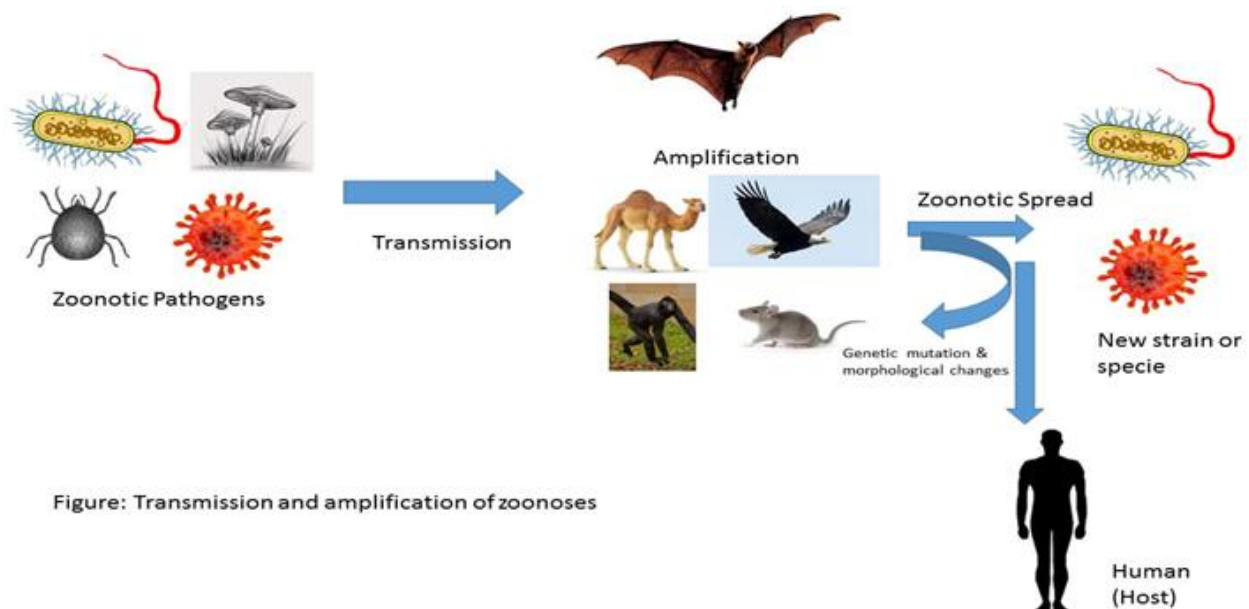 Zoonotic Pathogens
Transmission
Amplification
Zoonotic Spread
Genetic mutation &
morphological changes
New strain or
specie
Human
(Host)
Figure: Transmission and amplification of zoonoses